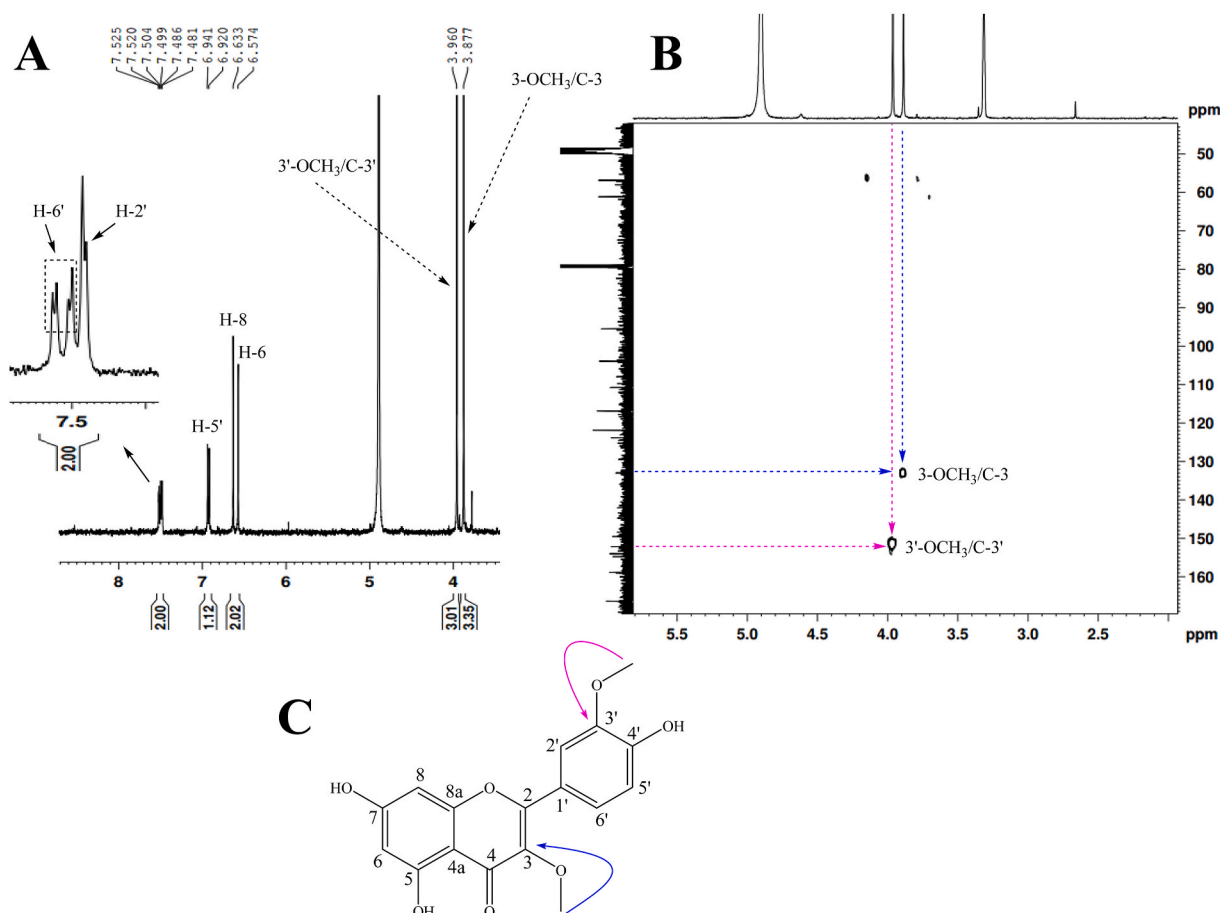 A
7.525
7.520
7.504
7.499
7.486
7.481
6.941
6.920
6.633
6.574
3.960
3.877
3-OCH₃/C-3
3'-OCH₃/C-3'
H-6'
H-2'
7.5
2.00
H-8
H-6
H-5'
8 7 6 5 4
2.00
1.12
2.02
3.01
3.35
B
ppm
50
60
70
80
90
100
110
120
130
140
150
160
3-OCH₃/C-3
3'-OCH₃/C-3'
5.5 5.0 4.5 4.0 3.5 3.0 2.5 ppm
C
O
3'
4'
OH
2'
5'
1'
6'
HO
8
8a
O
2
7
6
5
4a
4
3
O
OH
O